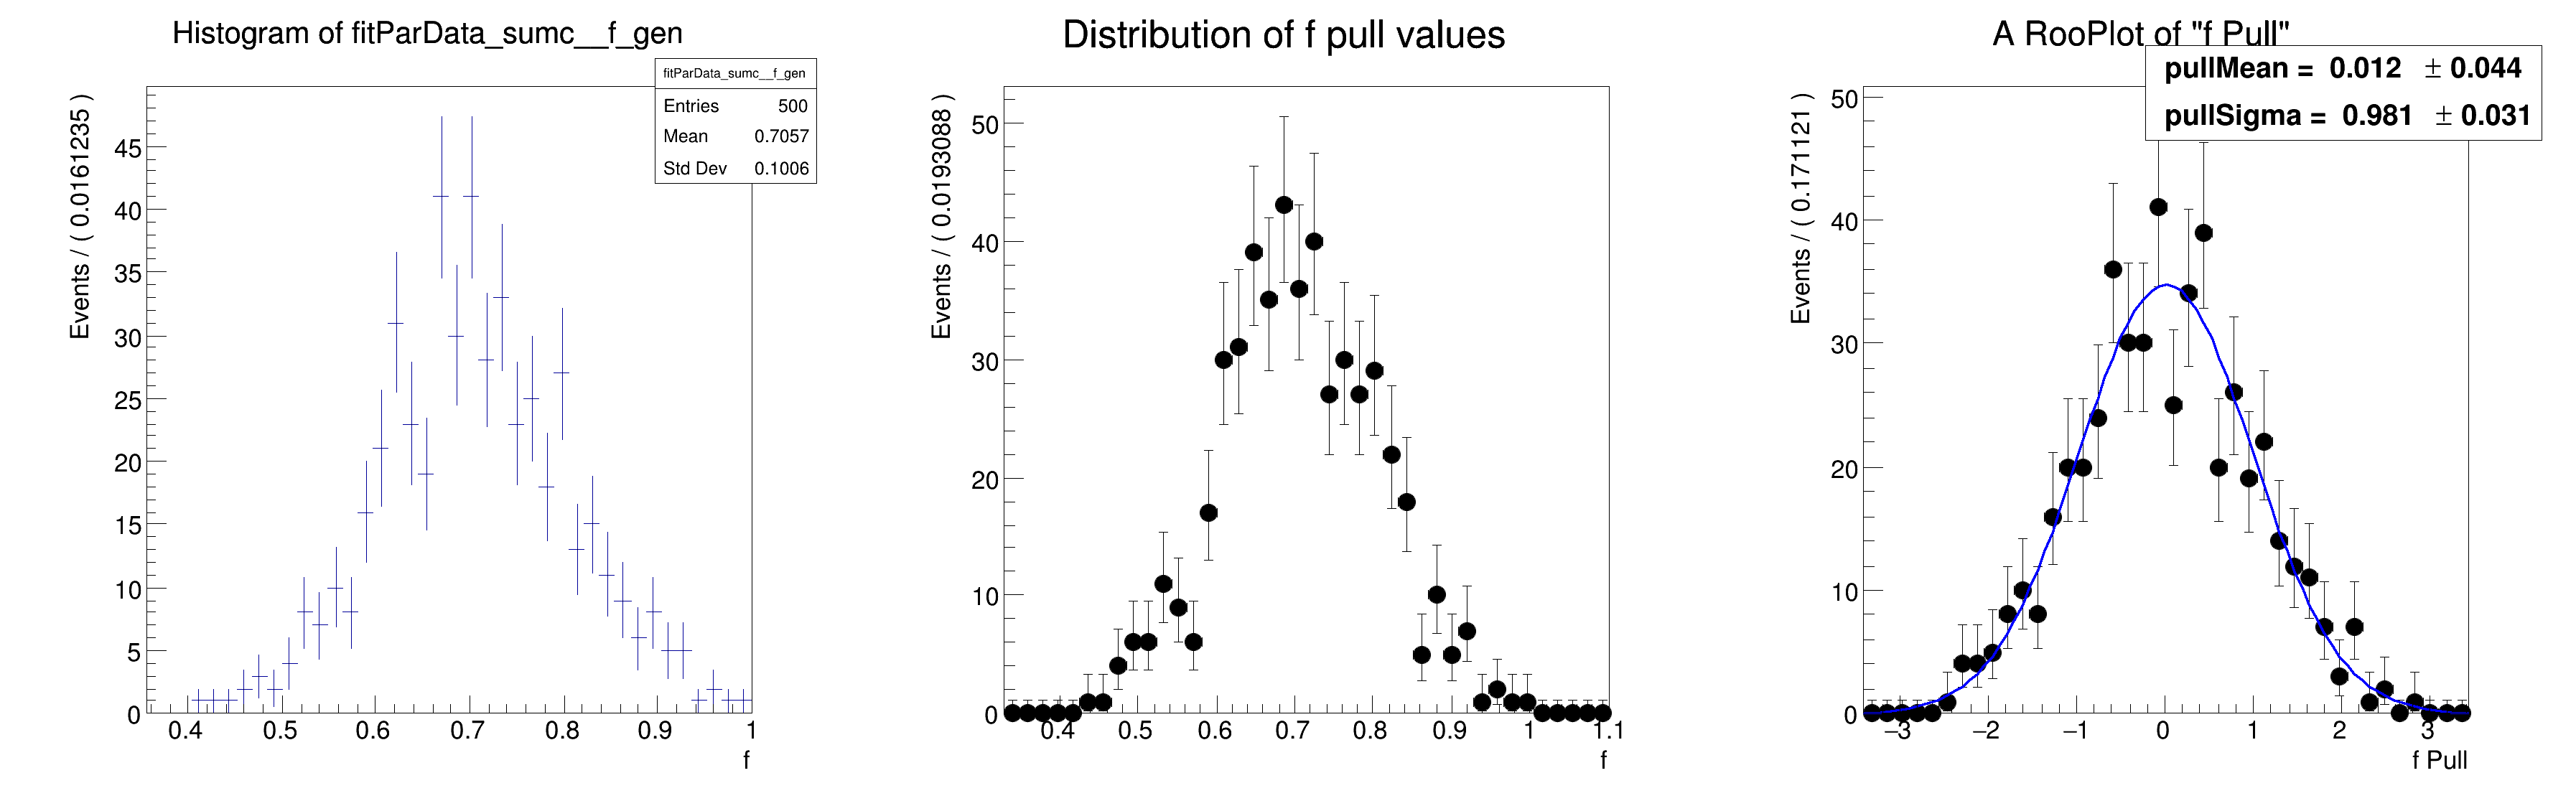 Histogram of fitParData_sumc__f_gen
Events / ( 0.0161235 )
fitParData_sumc__f_gen
Entries 500
Mean 0.7057
Std Dev 0.1006
45
40
35
30
25
20
15
10
5
0
0.4 0.5 0.6 0.7 0.8 0.9 1
f
Distribution of f pull values
Events / ( 0.0193088 )
50
40
30
20
10
0
0.4 0.5 0.6 0.7 0.8 0.9 1 1.1
f
A RooPlot of "f Pull"
Events / ( 0.171121 )
pullMean = 0.012 ± 0.044
pullSigma = 0.981 ± 0.031
50
40
30
20
10
0
−3 −2 −1 0 1 2 3
f Pull